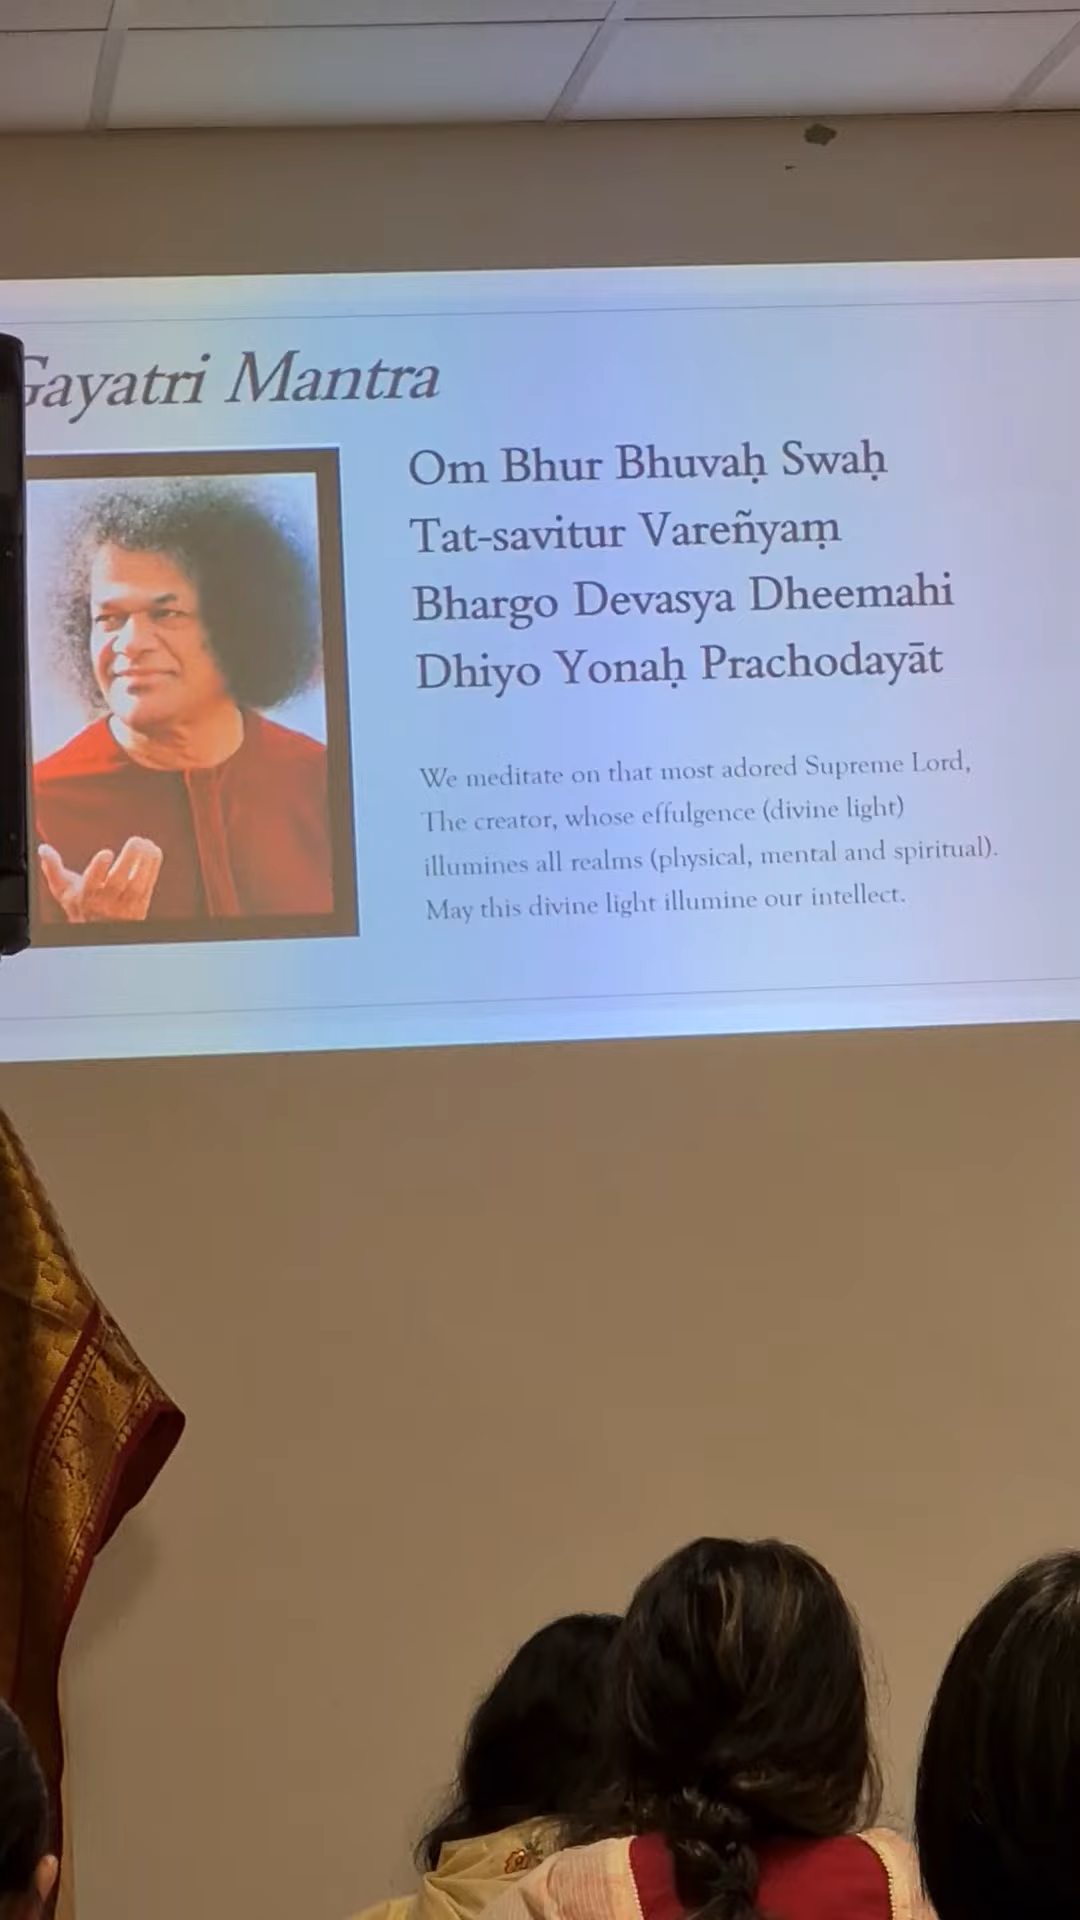 Gayatri Mantra
Om Bhur Bhuvaḥ Swaḥ
Tat-savitur Vareñyaṃ
Bhargo Devasya Dheemahi
Dhiyo Yonaḥ Prachodayāt
We meditate on that most adored Supreme Lord,
The creator, whose effulgence (divine light)
illumines all realms (physical, mental and spiritual).
May this divine light illumine our intellect.